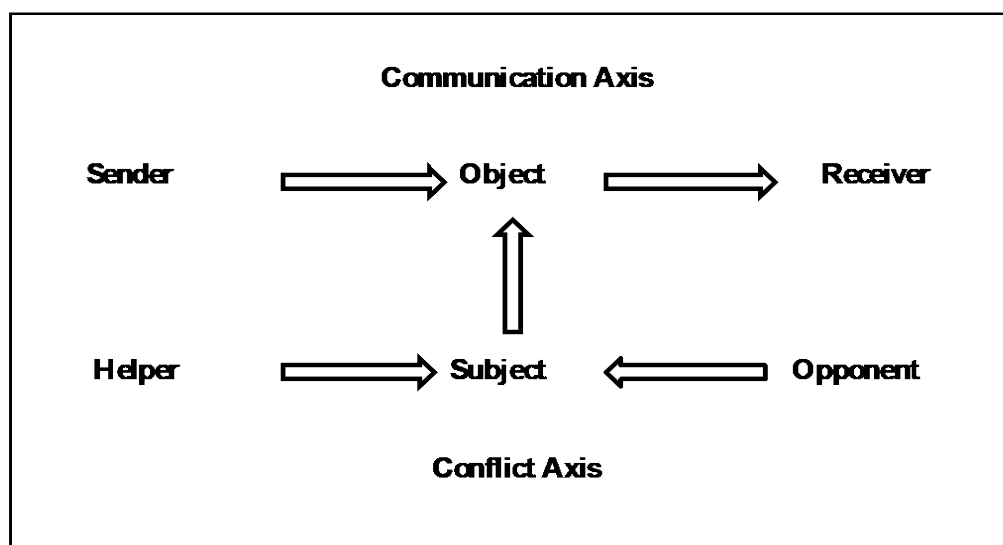 Communication Axis
Sender Object Receiver
Helper Subject Opponent
Conflict Axis